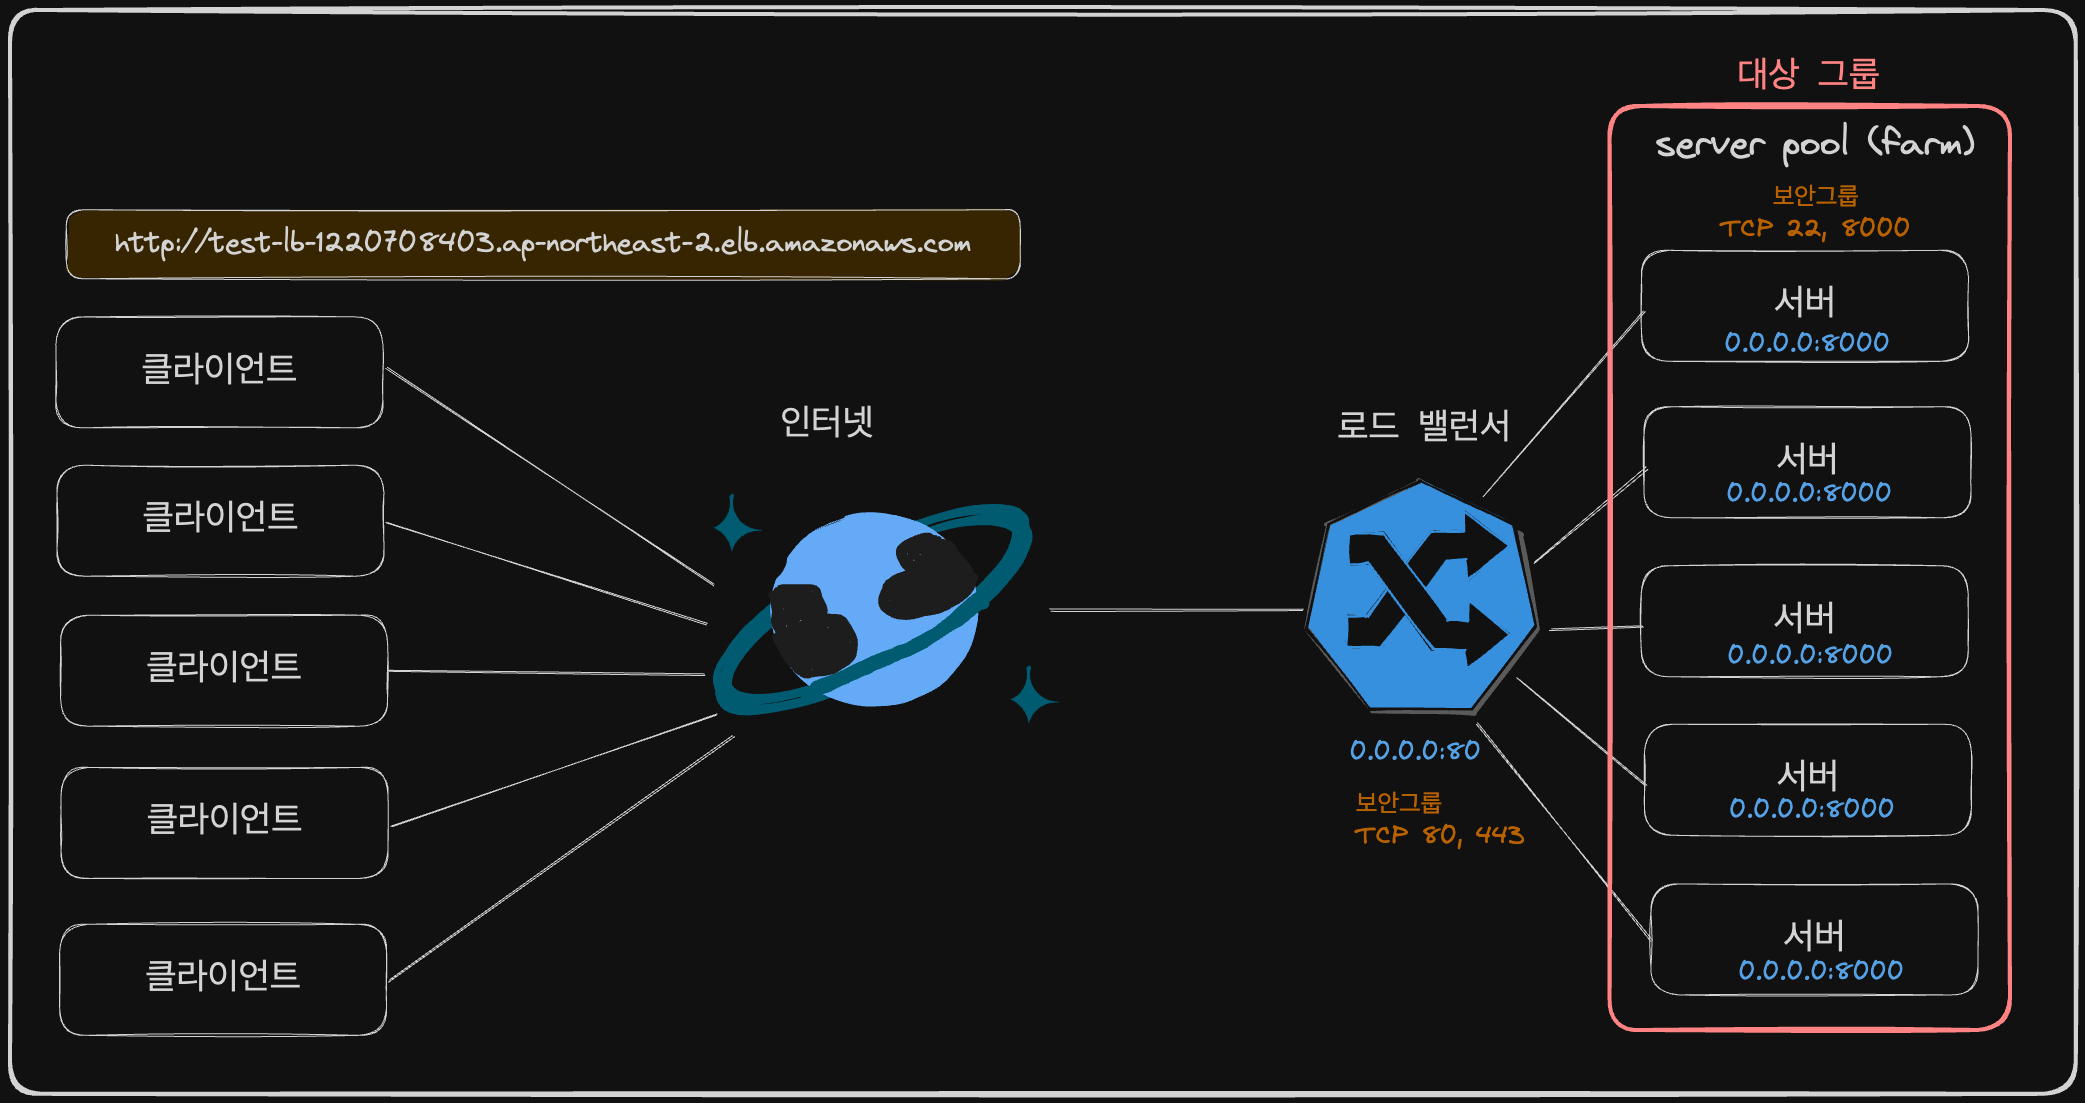 대상 그룹
server pool (farm)
보안그룹
TCP 22, 8000
http://test-lb-1220708403.ap-northeast-2.elb.amazonaws.com
클라이언트
클라이언트
클라이언트
클라이언트
클라이언트
인터넷
로드 밸런서
0.0.0.0:80
보안그룹
TCP 80, 443
서버
0.0.0.0:8000
서버
0.0.0.0:8000
서버
0.0.0.0:8000
서버
0.0.0.0:8000
서버
0.0.0.0:8000